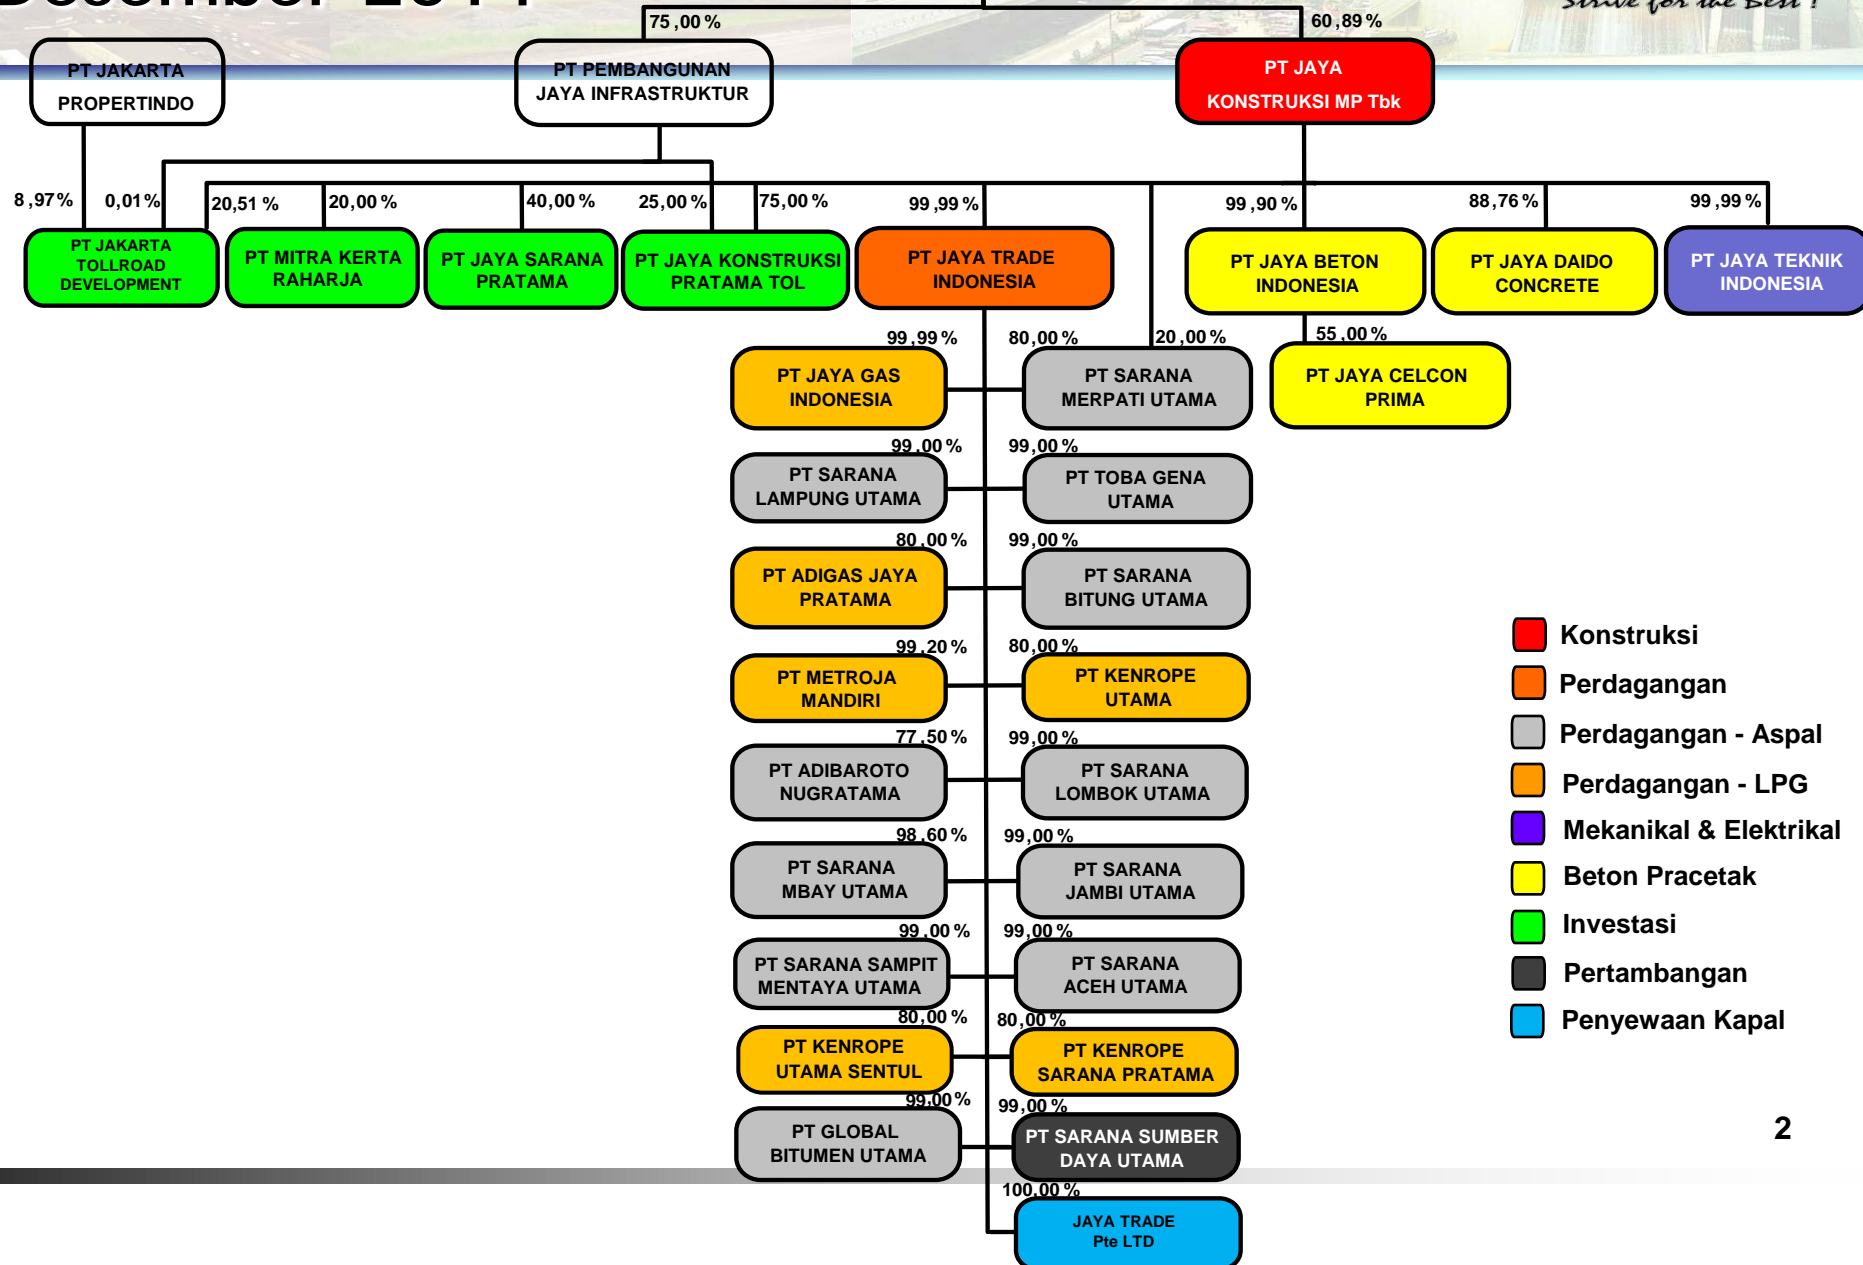 Desember 2011
Strive for the Best !
75,00%
60,89%
PT JAKARTA
PROPERTINDO
PT PEMBANGUNAN
JAYA INFRASTRUKTUR
PT JAYA
KONSTRUKSI MP Tbk
8,97%
0,01%
20,51 %
20,00 %
40,00 %
25,00 %
75,00 %
99,99 %
99,90 %
88,76 %
99,99 %
PT JAKARTA
TOLLROAD
DEVELOPMENT
PT MITRA KERTA
RAHARJA
PT JAYA SARANA
PRATAMA
PT JAYA KONSTRUKSI
PRATAMA TOL
PT JAYA TRADE
INDONESIA
PT JAYA BETON
INDONESIA
PT JAYA DAIDO
CONCRETE
PT JAYA TEKNIK
INDONESIA
99,99 %
80,00 %
20,00 %
55,00 %
PT JAYA GAS
INDONESIA
PT SARANA
MERPATI UTAMA
PT JAYA CELCON
PRIMA
99,00 %
99,00 %
PT SARANA
LAMPUNG UTAMA
PT TOBA GENA
UTAMA
80,00 %
99,00 %
PT ADIGAS JAYA
PRATAMA
PT SARANA
BITUNG UTAMA
99,20 %
80,00 %
PT METROJA
MANDIRI
PT KENROPE
UTAMA
77,50 %
99,00 %
PT ADIBAROTO
NUGRATAMA
PT SARANA
LOMBOK UTAMA
98,60 %
99,00 %
PT SARANA
MBAY UTAMA
PT SARANA
JAMBI UTAMA
99,00 %
99,00 %
PT SARANA SAMPIT
MENTAYA UTAMA
PT SARANA
ACEH UTAMA
80,00 %
80,00 %
PT KENROPE
UTAMA SENTUL
PT KENROPE
SARANA PRATAMA
99,00 %
99,00 %
PT GLOBAL
BITUMEN UTAMA
PT SARANA SUMBER
DAYA UTAMA
100,00 %
JAYA TRADE
Pte LTD
Konstruksi
Perdagangan
Perdagangan - Aspal
Perdagangan - LPG
Mekanikal & Elektrikal
Beton Pracetak
Investasi
Pertambangan
Penyewaan Kapal
2